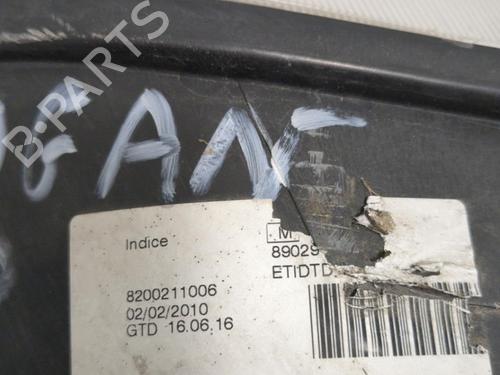 B-PARTS
Indice
M
89029
ETIDTD
8200211006
02/02/2010
GTD 16.06.16